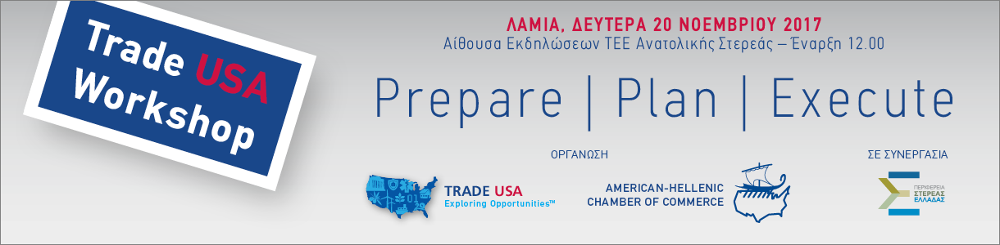 Trade USA
Workshop
ΛΑΜΙΑ, ΔΕΥΤΕΡΑ 20 ΝΟΕΜΒΡΙΟΥ 2017
Αίθουσα Εκδηλώσεων ΤΕΕ Ανατολικής Στερεάς – Έναρξη 12.00
Prepare | Plan | Execute
ΟΡΓΑΝΩΣΗ
ΣΕ ΣΥΝΕΡΓΑΣΙΑ
TRADE USA
Exploring Opportunities™
AMERICAN-HELLENIC
CHAMBER OF COMMERCE
ΠΕΡΙΦΕΡΕΙΑ
ΣΤΕΡΕΑΣ
ΕΛΛΑΔΑΣ